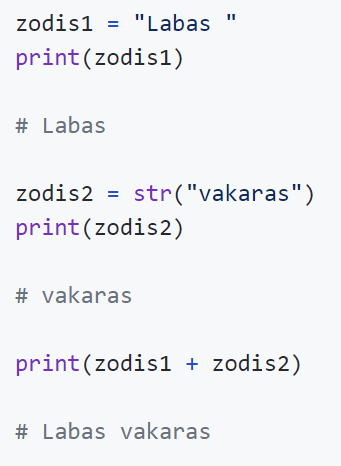 zodis1 = "Labas "
print(zodis1)
# Labas
zodis2 = str("vakaras")
print(zodis2)
# vakaras
print(zodis1 + zodis2)
# Labas vakaras